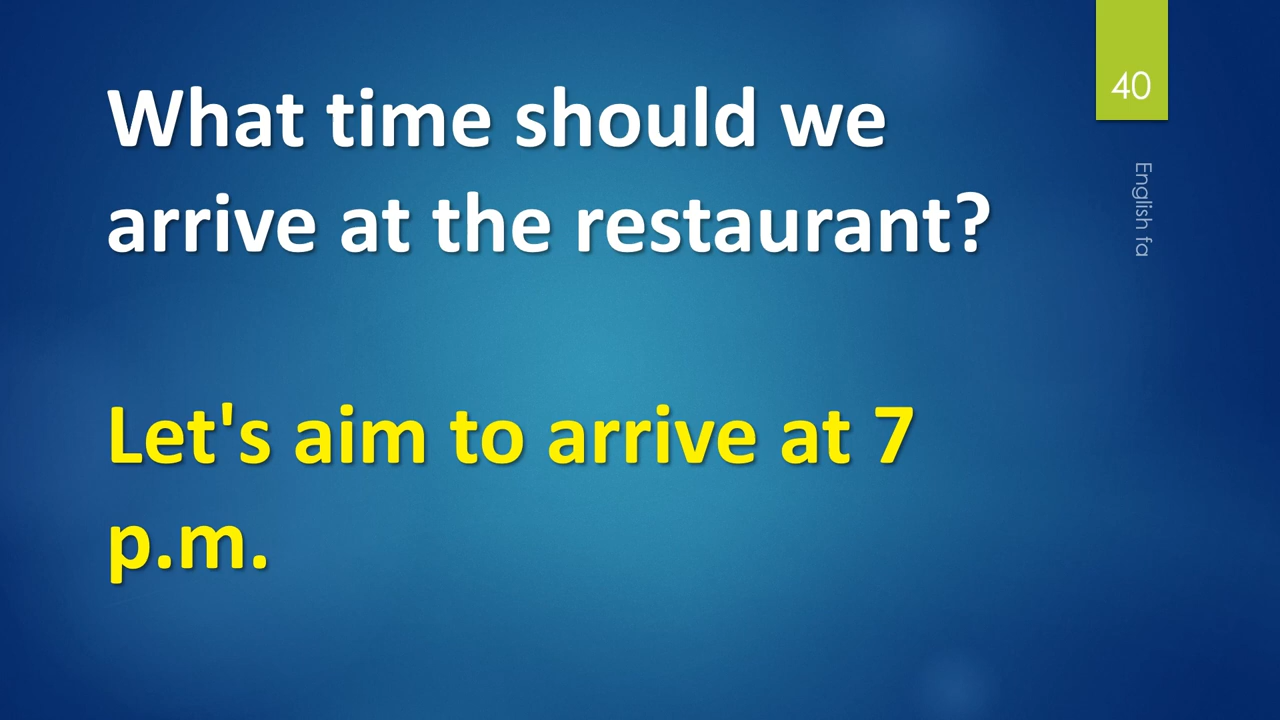 What time should we
arrive at the restaurant?
Let's aim to arrive at 7
p.m.
40
English fa